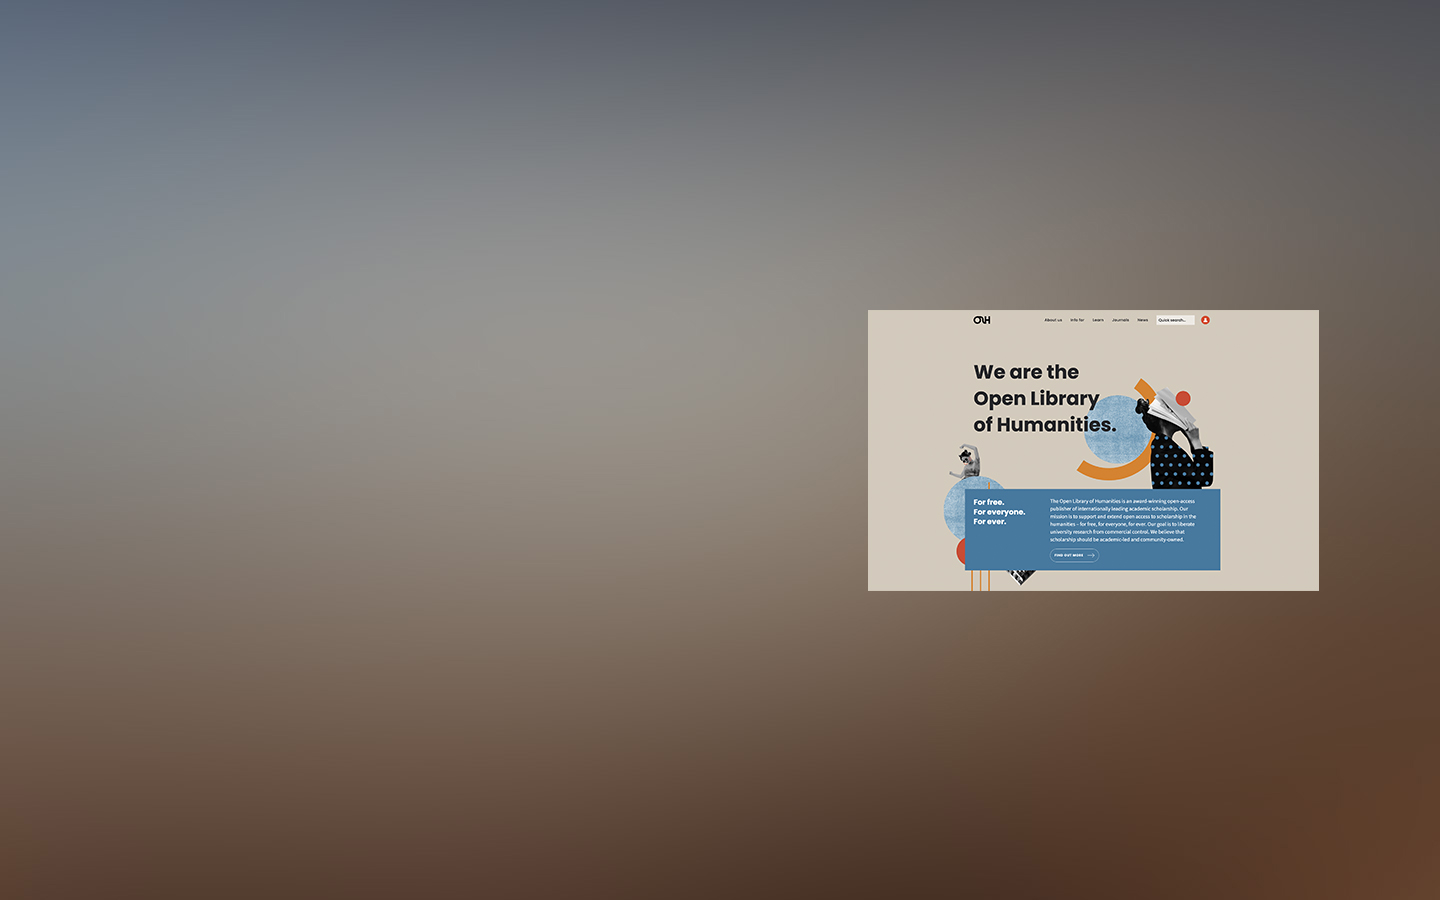 OLH
About us Info for Learn Journals News Quick search...
We are the
Open Library
of Humanities.
For free.
For everyone.
For ever.
The Open Library of Humanities is an award-winning open-access
publisher of internationally leading academic scholarship. Our
mission is to support and extend open access to scholarship in the
humanities – for free, for everyone, for ever. Our goal is to liberate
university research from commercial control. We believe that
scholarship should be academic-led and community-owned.
FIND OUT MORE